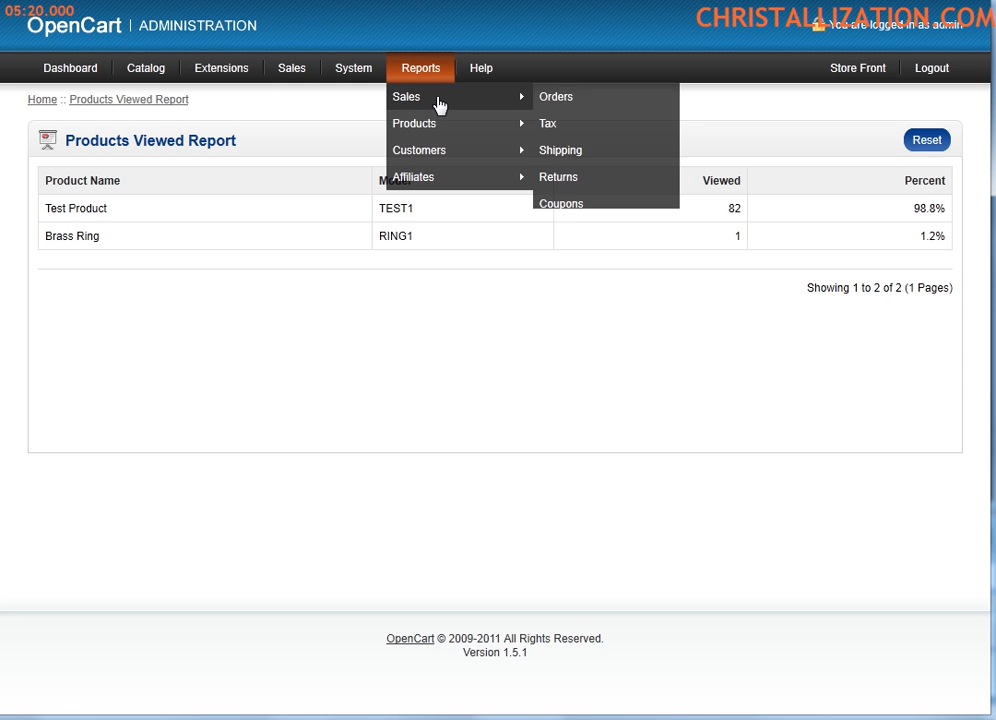 05:20.000
CHRISTALLIZATION.COM
OpenCart | ADMINISTRATION
You are logged in as admin
Dashboard Catalog Extensions Sales System Reports Help Store Front Logout
Home :: Products Viewed Report
Sales Orders
Products Tax
Customers Shipping
Affiliates Returns
Coupons
Products Viewed Report Reset
Product Name Viewed Percent
Test Product TEST1 82 98.8%
Brass Ring RING1 1 1.2%
Showing 1 to 2 of 2 (1 Pages)
OpenCart © 2009-2011 All Rights Reserved.
Version 1.5.1